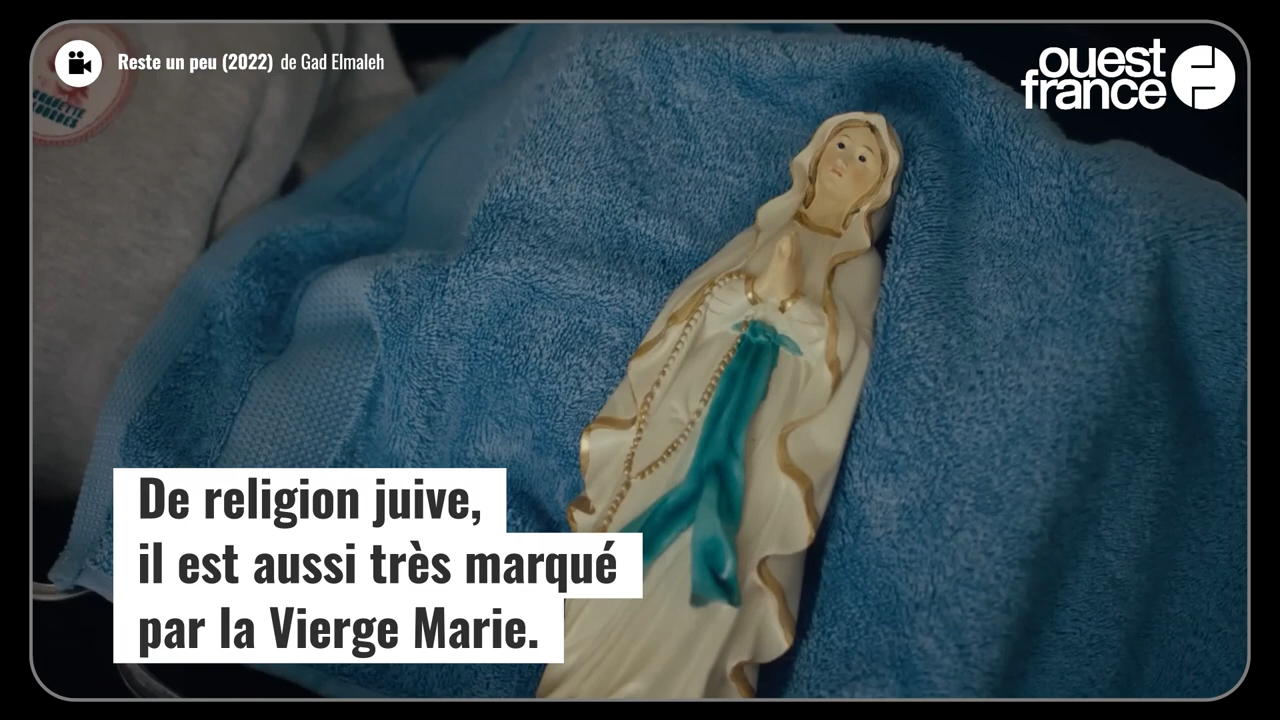 Reste un peu (2022) de Gad Elmaleh
ouest
france
De religion juive,
il est aussi très marqué
par la Vierge Marie.